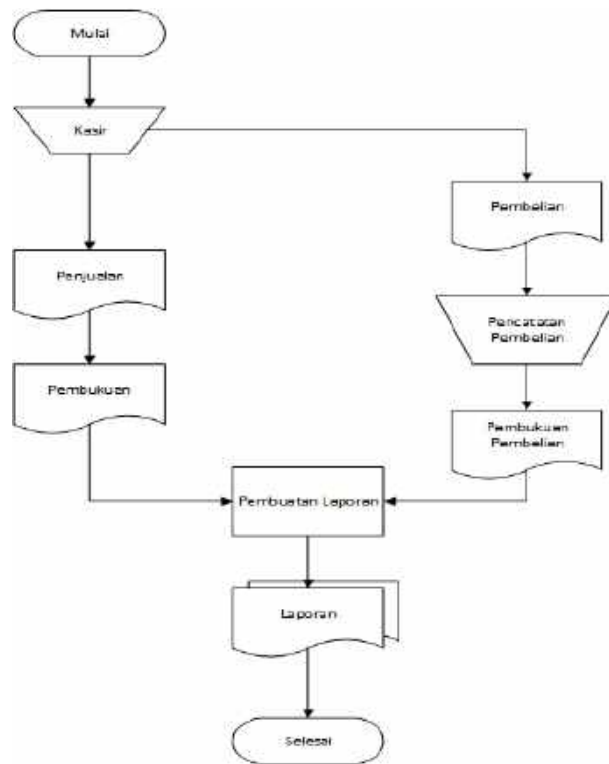 Mulai
Kasir
Pembelian
Penjualan
Pencatatan
Pembelian
Pembukuan
Pembukuan
Pembelian
Pembuatan Laporan
Laporan
Selesai